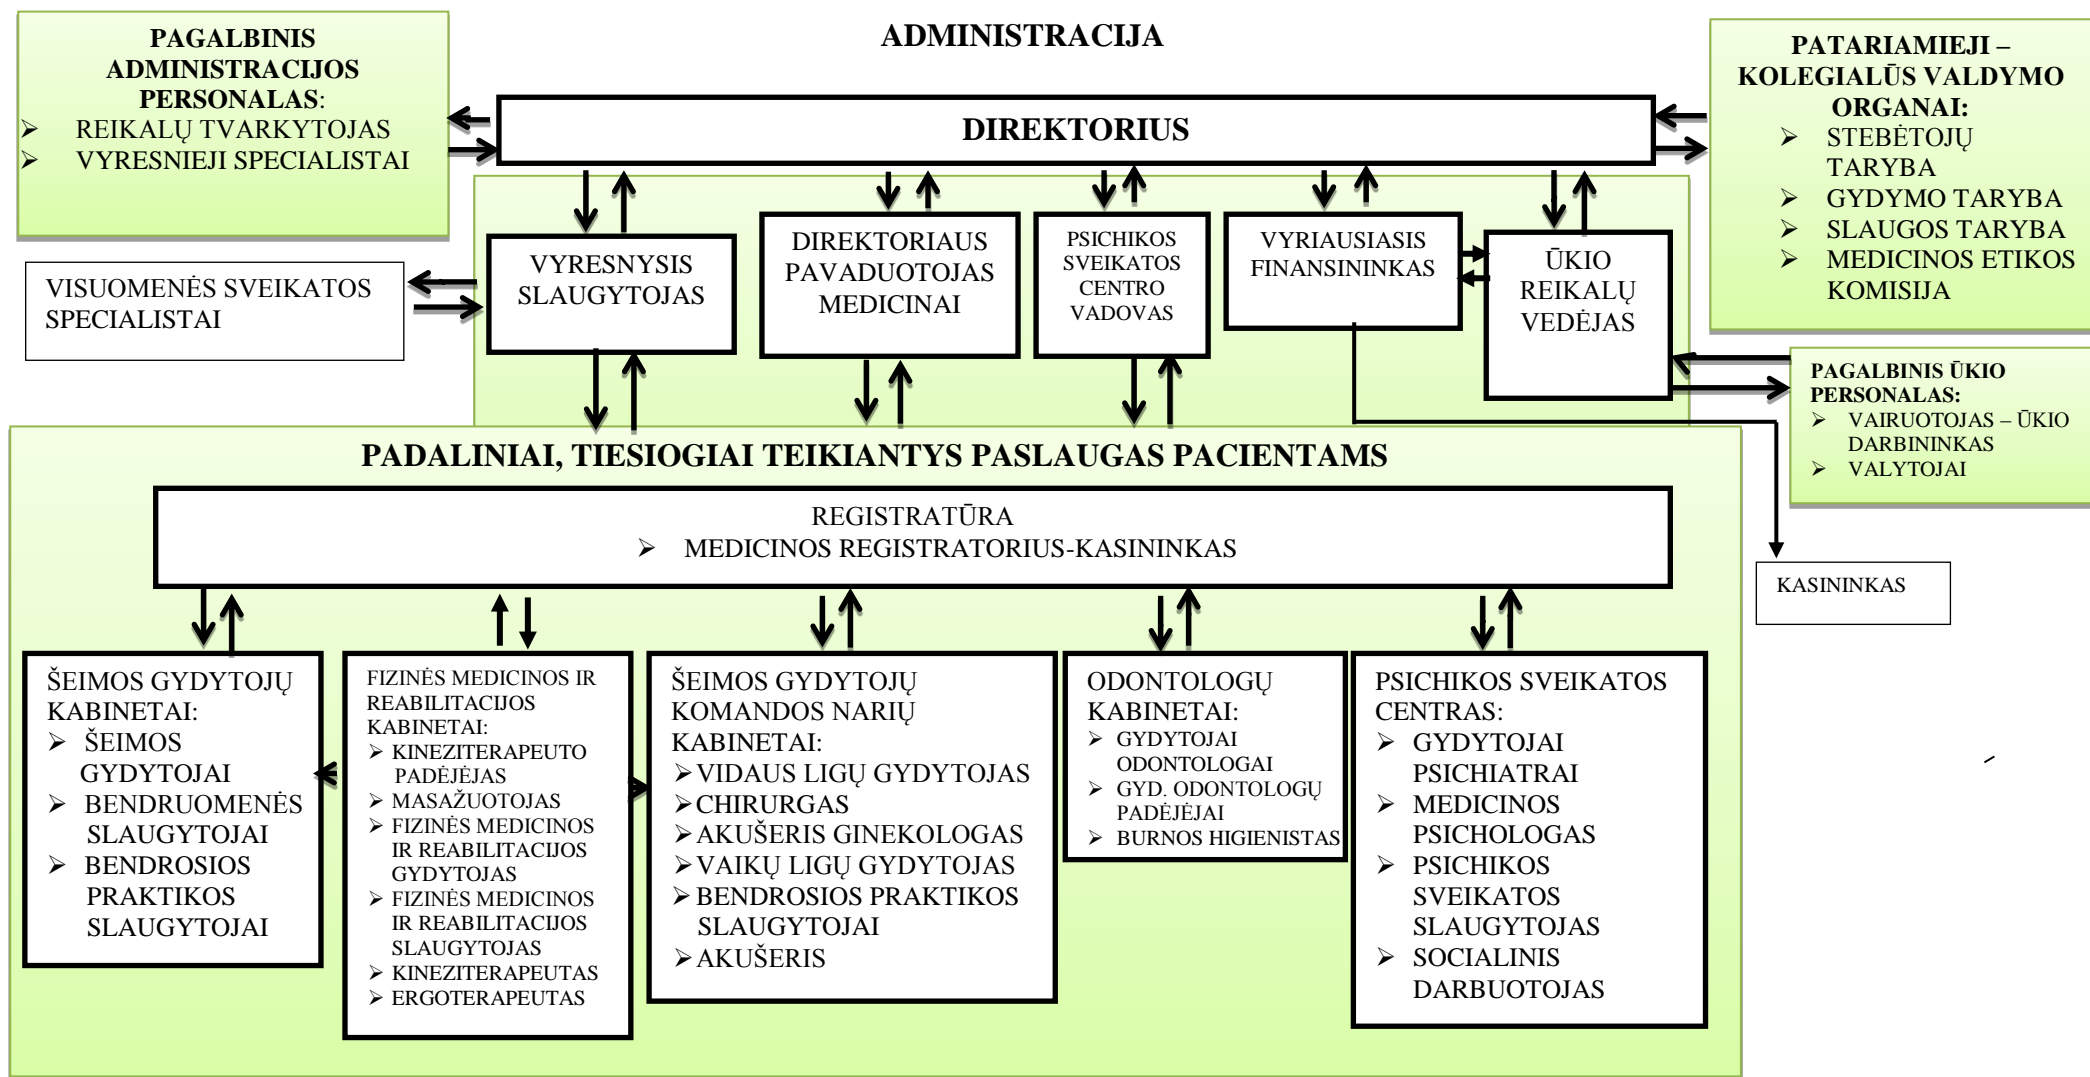 ADMINISTRACIJA
PAGALBINIS
ADMINISTRACIJOS
PERSONALAS:
➢ REIKALŲ TVARKYTOJAS
➢ VYRESNIEJI SPECIALISTAI
DIREKTORIUS
PATARIAMIEJI –
KOLEGIALŪS VALDYMO
ORGANAI:
➢ STEBĖTOJŲ
TARYBA
➢ GYDYMO TARYBA
➢ SLAUGOS TARYBA
➢ MEDICINOS ETIKOS
KOMISIJA
VISUOMENĖS SVEIKATOS
SPECIALISTAI
VYRESNYSIS
SLAUGYTOJAS
DIREKTORIAUS
PAVADUOTOJAS
MEDICINAI
PSICHIKOS
SVEIKATOS
CENTRO
VADOVAS
VYRIAUSIASIS
FINANSININKAS
ŪKIO
REIKALŲ
VEDĖJAS
PAGALBINIS ŪKIO
PERSONALAS:
➢ VAIRUOTOJAS – ŪKIO
DARBININKAS
➢ VALYTOJAI
PADALINIAI, TIESIOGIAI TEIKIANTYS PASLAUGAS PACIENTAMS
REGISTRATŪRA
➢ MEDICINOS REGISTRATORIUS-KASININKAS
KASININKAS
ŠEIMOS GYDYTOJŲ
KABINETAI:
➢ ŠEIMOS
GYDYTOJAI
➢ BENDRUOMENĖS
SLAUGYTOJAI
➢ BENDROSIOS
PRAKTIKOS
SLAUGYTOJAI
FIZINĖS MEDICINOS IR
REABILITACIJOS
KABINETAI:
➢ KINEZITERAPEUTO
PADĖJĖJAS
➢ MASAŽUOTOJAS
➢ FIZINĖS MEDICINOS
IR REABILITACIJOS
GYDYTOJAS
➢ FIZINĖS MEDICINOS
IR REABILITACIJOS
SLAUGYTOJAS
➢ KINEZITERAPEUTAS
➢ ERGOTERAPEUTAS
ŠEIMOS GYDYTOJŲ
KOMANDOS NARIŲ
KABINETAI:
➢ VIDAUS LIGŲ GYDYTOJAS
➢ CHIRURGAS
➢ AKUŠERIS GINEKOLOGAS
➢ VAIKŲ LIGŲ GYDYTOJAS
➢ BENDROSIOS PRAKTIKOS
SLAUGYTOJAI
➢ AKUŠERIS
ODONTOLOGŲ
KABINETAI:
➢ GYDYTOJAI
ODONTOLOGAI
➢ GYD. ODONTOLOGŲ
PADĖJĖJAI
➢ BURNOS HIGIENISTAS
PSICHIKOS SVEIKATOS
CENTRAS:
➢ GYDYTOJAI
PSICHIATRAI
➢ MEDICINOS
PSICHOLOGAS
➢ PSICHIKOS
SVEIKATOS
SLAUGYTOJAS
➢ SOCIALINIS
DARBUOTOJAS